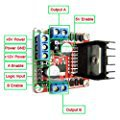 Output A
5v Enable
+5v Power
Power GND
+12V Power
A Enable
Logic Input
B Enable
Output B